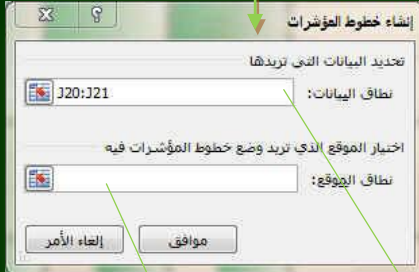 إنشاء خطوط المؤشرات
تحديد البيانات التي تريدها
نطاق البيانات: J20:J21
اختيار الموقع الذي تريد وضع خطوط المؤشرات فيه
نطاق الموقع:
موافق إلغاء الأمر